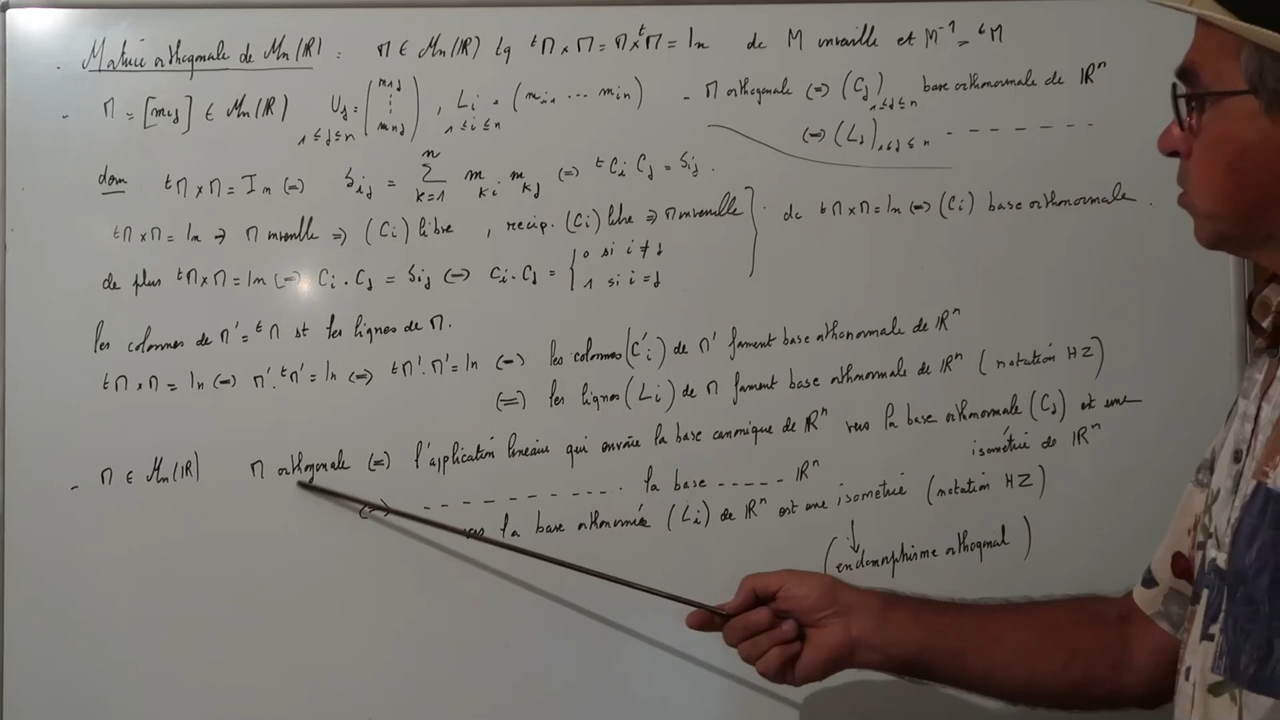 . Matrice orthogonale de Mn(ℝ) : M ∈ Mn(ℝ) tq ᵗM × M = M × ᵗM = In dc M inversible et M⁻¹ = ᵗM
. M = [mij] ∈ Mn(ℝ) Uj = (m1j ⋮ mnj) 1≤j≤n , Li = (mi1 ... min) 1≤i≤n - M orthogonale (=) (Cj)1≤j≤n base orthonormale de ℝⁿ
(=) (Lj)1≤j≤n - - - - - - - -
dem ᵗM × M = In (=) δij = Σ k=1 n mki mkj (=) ᵗCi Cj = δij.
ᵗM × M = In => M inversible => (Ci) libre , recip. (Ci) libre => M inversible } dc ᵗM × M = In (=) (Ci) base orthonormale.
de plus ᵗM × M = In (=) Ci . Cj = δij (=) Ci . Cj = { 0 si i ≠ j 1 si i = j
les colonnes de M' = ᵗM st les lignes de M.
ᵗM × M = In (=) M' . ᵗM' = In (=) ᵗM' . M' = In (=) les colonnes (C'i) de M' forment base orthonormale de ℝⁿ
(=) les lignes (Li) de M forment base orthonormale de ℝⁿ (notation HZ)
- M ∈ Mn(ℝ) M orthogonale (=) l'application linéaire qui envoie la base canonique de ℝⁿ vers la base orthonormale (Cj) est une
isométrie de ℝⁿ
(=) - - - - - - - - - . la base - - - - - ℝⁿ
vers la base orthonormée (Li) de ℝⁿ est une isométrie (notation HZ)
↓
(endomorphisme orthogonal)